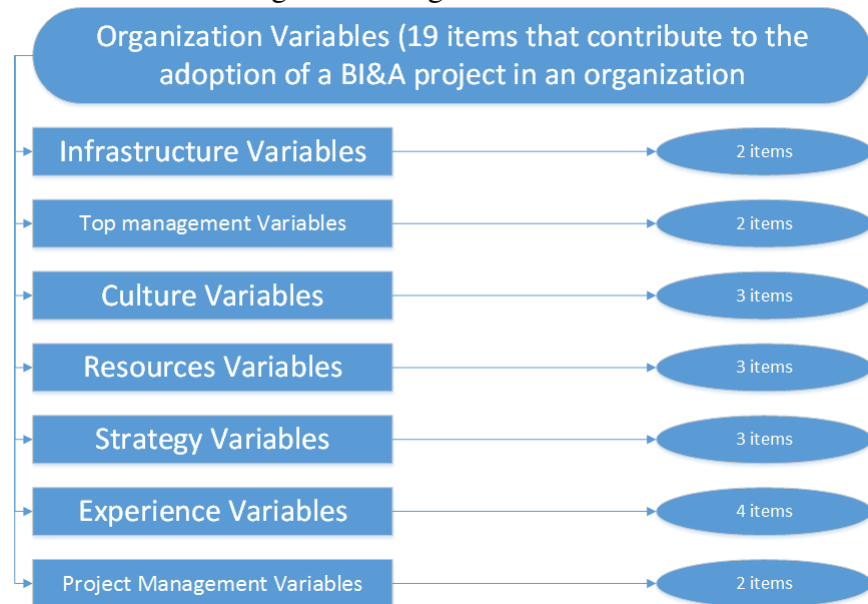 Organization Variables (19 items that contribute to the
adoption of a BI&A project in an organization
Infrastructure Variables
2 items
Top management Variables
2 items
Culture Variables
3 items
Resources Variables
3 items
Strategy Variables
3 items
Experience Variables
4 items
Project Management Variables
2 items